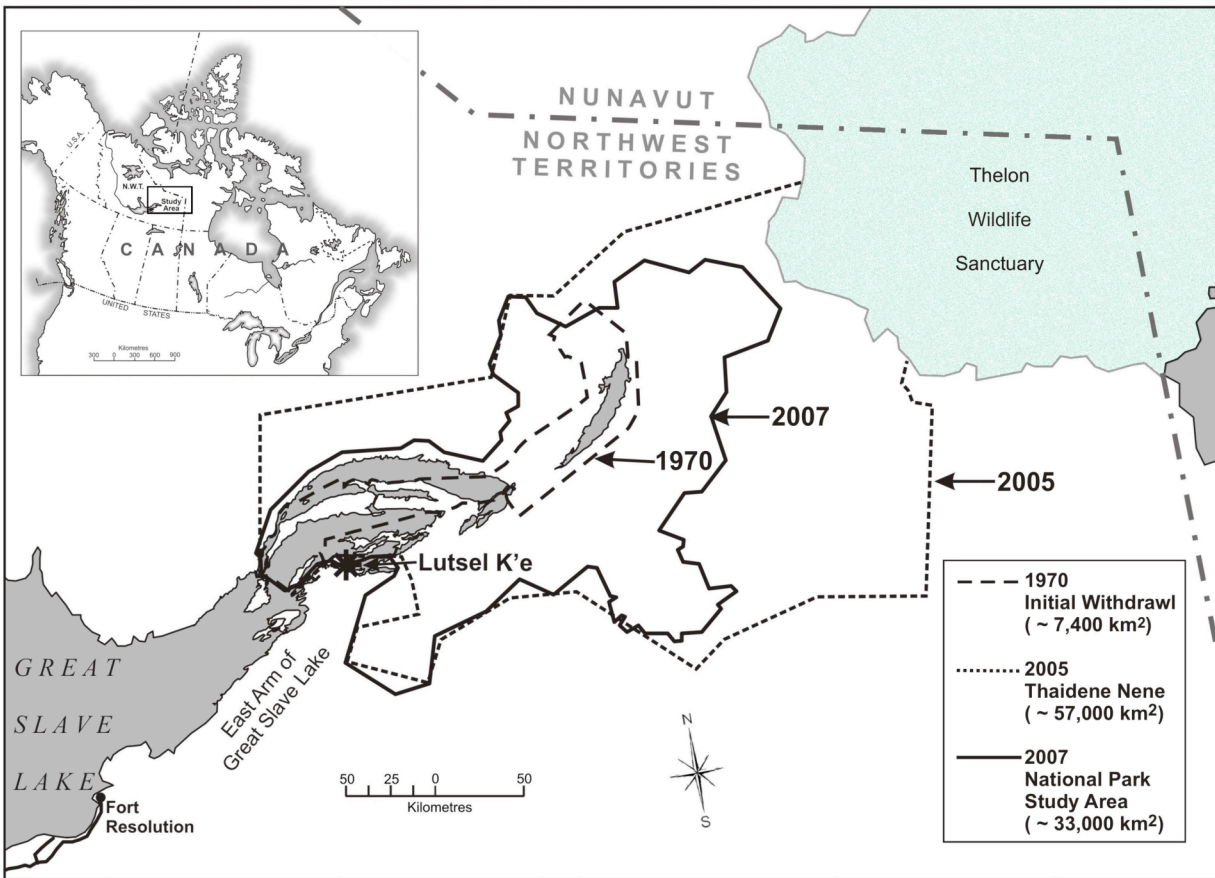 U.S.A.
N.W.T.
Study
Area
CANADA
UNITED STATES
Kilometres
300 0 300 600 900
NUNAVUT
NORTHWEST
TERRITORIES
Thelon
Wildlife
Sanctuary
2007
1970
2005
Lutsel K'e
GREAT
SLAVE
LAKE
East Arm of
Great Slave Lake
Fort
Resolution
50 25 0 50
Kilometres
N
S
1970
Initial Withdrawl
( ~ 7,400 km²)
2005
Thaidene Nene
( ~ 57,000 km²)
2007
National Park
Study Area
( ~ 33,000 km²)